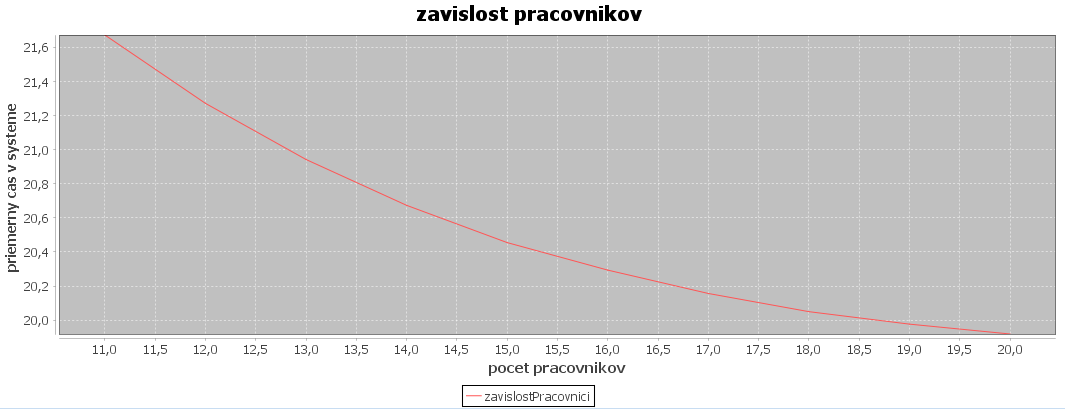 zavislost pracovnikov
priemerny cas v systeme
21,6
21,4
21,2
21,0
20,8
20,6
20,4
20,2
20,0
11,0 11,5 12,0 12,5 13,0 13,5 14,0 14,5 15,0 15,5 16,0 16,5 17,0 17,5 18,0 18,5 19,0 19,5 20,0
pocet pracovnikov
zavislostPracovnici